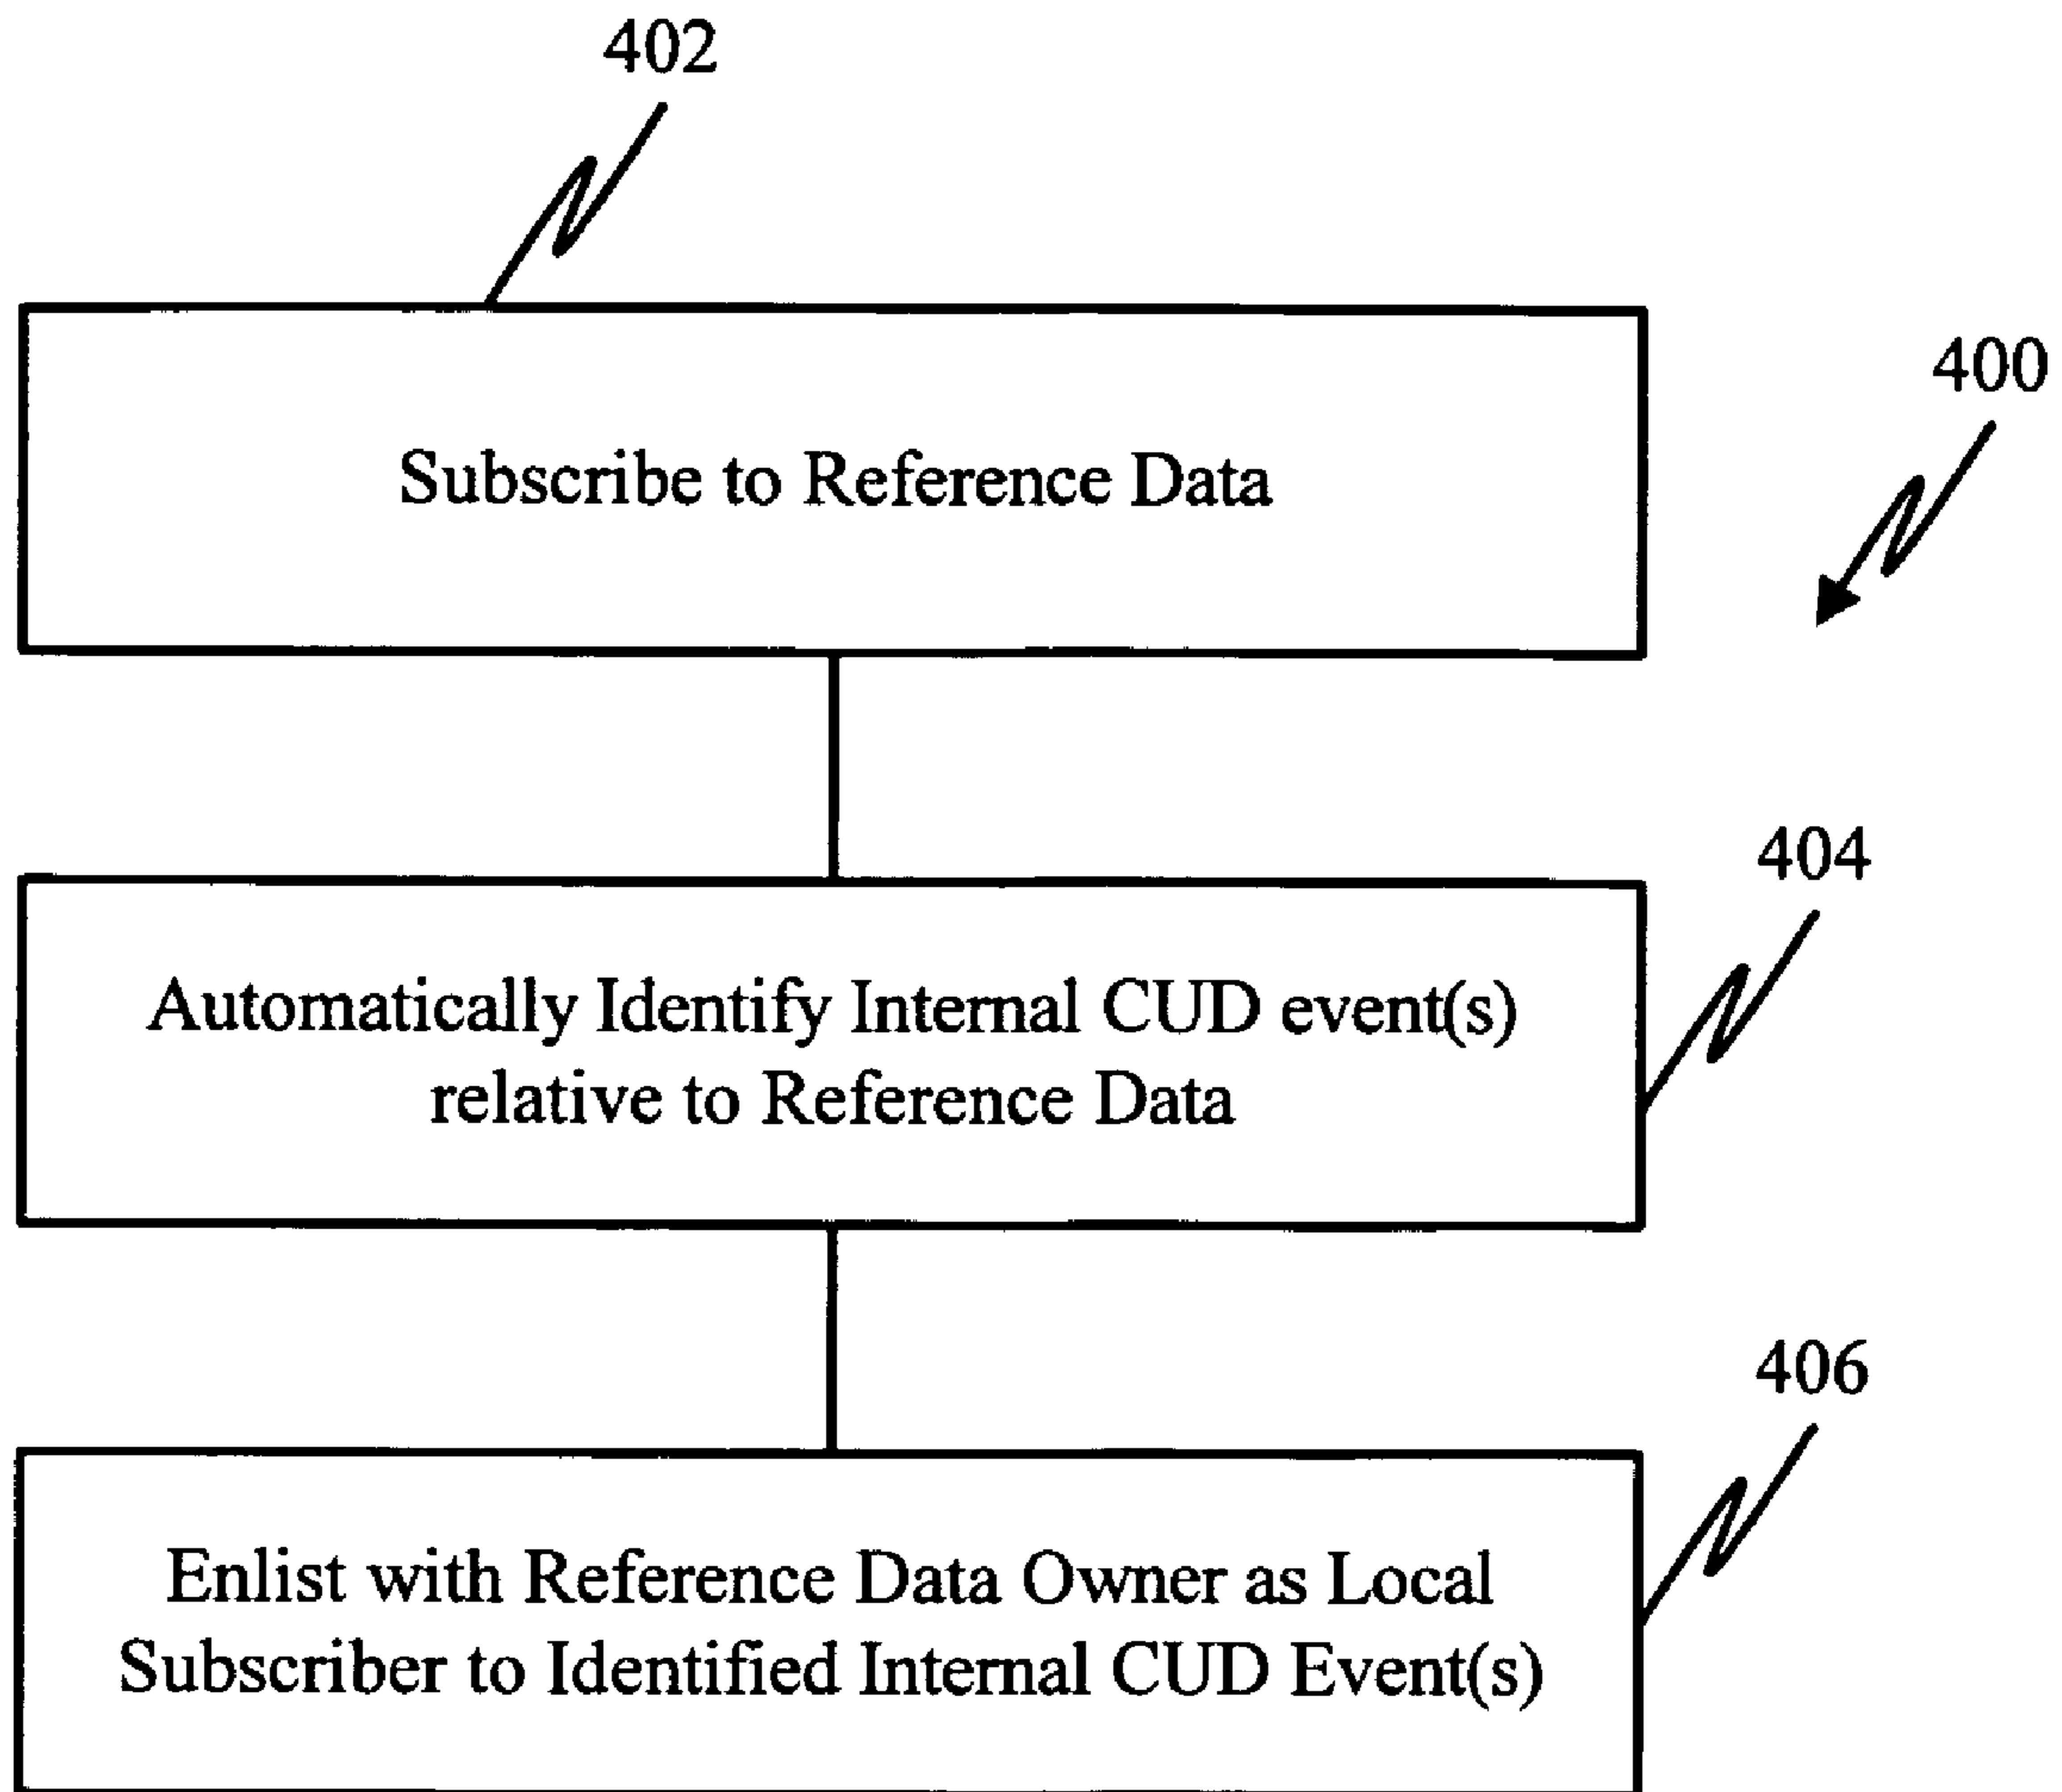 402
400
Subscribe to Reference Data
404
Automatically Identify Internal CUD event(s)
relative to Reference Data
406
Enlist with Reference Data Owner as Local
Subscriber to Identified Internal CUD Event(s)